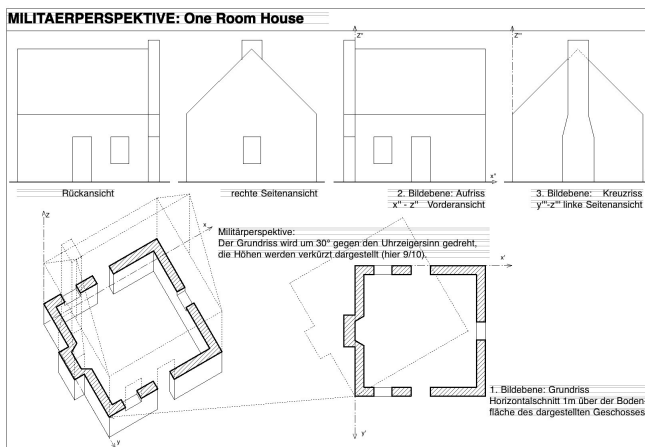 MILITAERPERSPEKTIVE: One Room House
Z"
Z'"
x"
Rückansicht
rechte Seitenansicht
2. Bildebene: Aufriss
x" - z" Vorderansicht
3. Bildebene: Kreuzriss
y'"-z'" linke Seitenansicht
Z
x
Militärperspektive:
Der Grundriss wird um 30° gegen den Uhrzeigersinn gedreht,
die Höhen werden verkürzt dargestellt (hier 9/10).
x'
1. Bildebene: Grundriss
Horizontalschnitt 1m über der Boden-
fläche des dargestellten Geschosses
y
y'